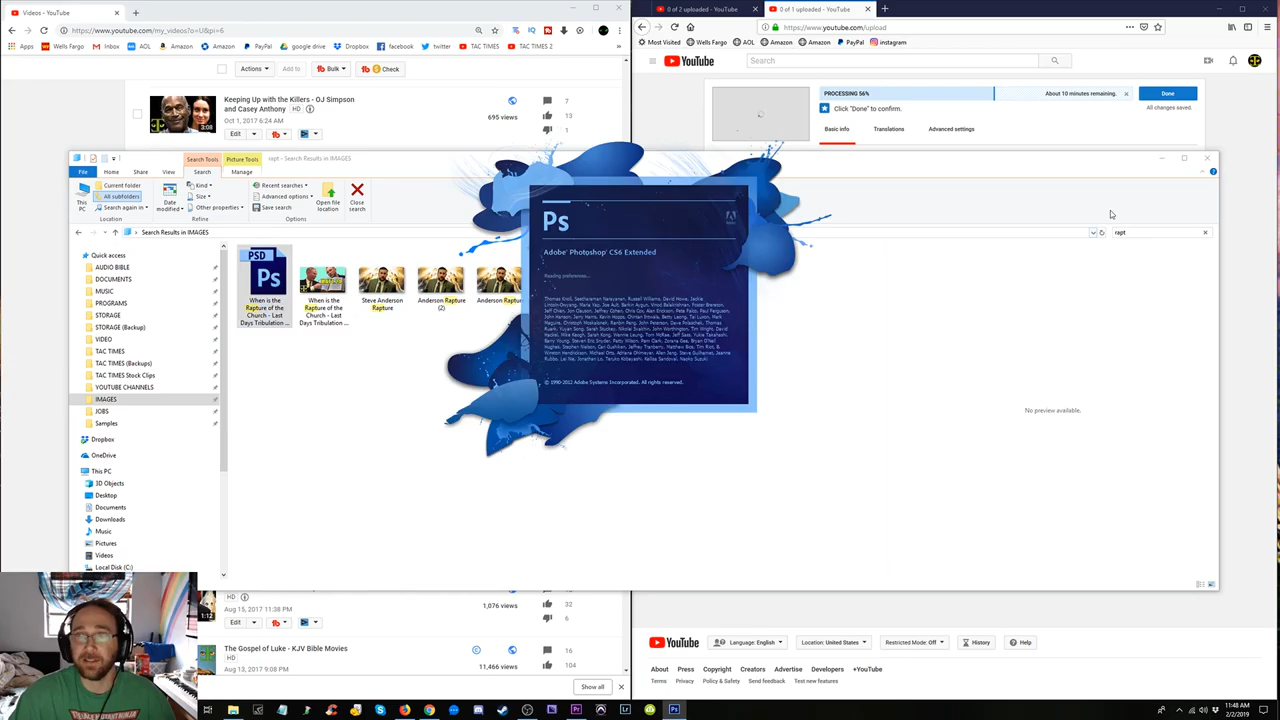 Videos - YouTube
https://www.youtube.com/my_videos?o=U&pi=6
Apps
Wells Fargo
Inbox
AOL
Amazon
Amazon
PayPal
google drive
Dropbox
facebook
twitter
TAC TIMES
TAC TIMES 2
Actions
Add to
Bulk
Check
Keeping Up with the Killers - OJ Simpson
and Casey Anthony
HD
Oct 1, 2017 6:24 AM
3:08
695 views
7
13
1
Edit
0 of 2 uploaded - YouTube
0 of 1 uploaded - YouTube
https://www.youtube.com/upload
Most Visited
Wells Fargo
AOL
Amazon
Amazon
PayPal
instagram
YouTube
Search
PROCESSING 56%
About 10 minutes remaining.
Done
Click "Done" to confirm.
All changes saved.
Basic info
Translations
Advanced settings
Search Tools
Picture Tools
rapt - Search Results in IMAGES
File
Home
Share
View
Search
Manage
This
PC
Current folder
All subfolders
Search again in
Location
Date
modified
Kind
Size
Other properties
Refine
Recent searches
Advanced options
Save search
Open file
location
Close
search
Options
Search Results in IMAGES
rapt
Quick access
AUDIO BIBLE
DOCUMENTS
MUSIC
PROGRAMS
STORAGE
STORAGE (Backup)
VIDEO
TAC TIMES
TAC TIMES (Backups)
TAC TIMES Stock Clips
YOUTUBE CHANNELS
IMAGES
JOBS
Samples
Dropbox
OneDrive
This PC
3D Objects
Desktop
Documents
Downloads
Music
Pictures
Videos
Local Disk (C:)
PSD
Ps
When is the
Rapture of the
Church - Last
Days Tribulation ...
When is the
Rapture of the
Church - Last
Days Tribulation ...
Steve Anderson
Rapture
Anderson Rapture
(2)
Anderson Rapture
Ps
Adobe® Photoshop® CS6 Extended
Reading preferences...
© 1990-2012 Adobe Systems Incorporated. All rights reserved.
No preview available.
HD
1:12
Aug 15, 2017 11:38 PM
1,076 views
32
6
Edit
The Gospel of Luke - KJV Bible Movies
HD
Aug 13, 2017 9:08 PM
11,466 views
16
104
Show all
YouTube
Language: English
Location: United States
Restricted Mode: Off
History
Help
About
Press
Copyright
Creators
Advertise
Developers
+YouTube
Terms
Privacy
Policy & Safety
Send feedback
Test new features
11:48 AM
2/2/2019